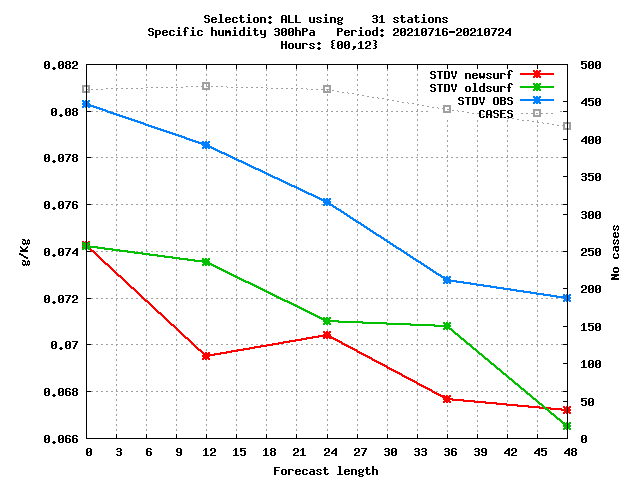 Selection: ALL using    31 stations
Specific humidity 300hPa   Period: 20210716-20210724
Hours: {00,12}
0.082
0.08
0.078
0.076
0.074
0.072
0.07
0.068
0.066
g/Kg
STDV newsurf
STDV oldsurf
STDV OBS
CASES
500
450
400
350
300
250
200
150
100
50
0
No cases
0 3 6 9 12 15 18 21 24 27 30 33 36 39 42 45 48
Forecast length